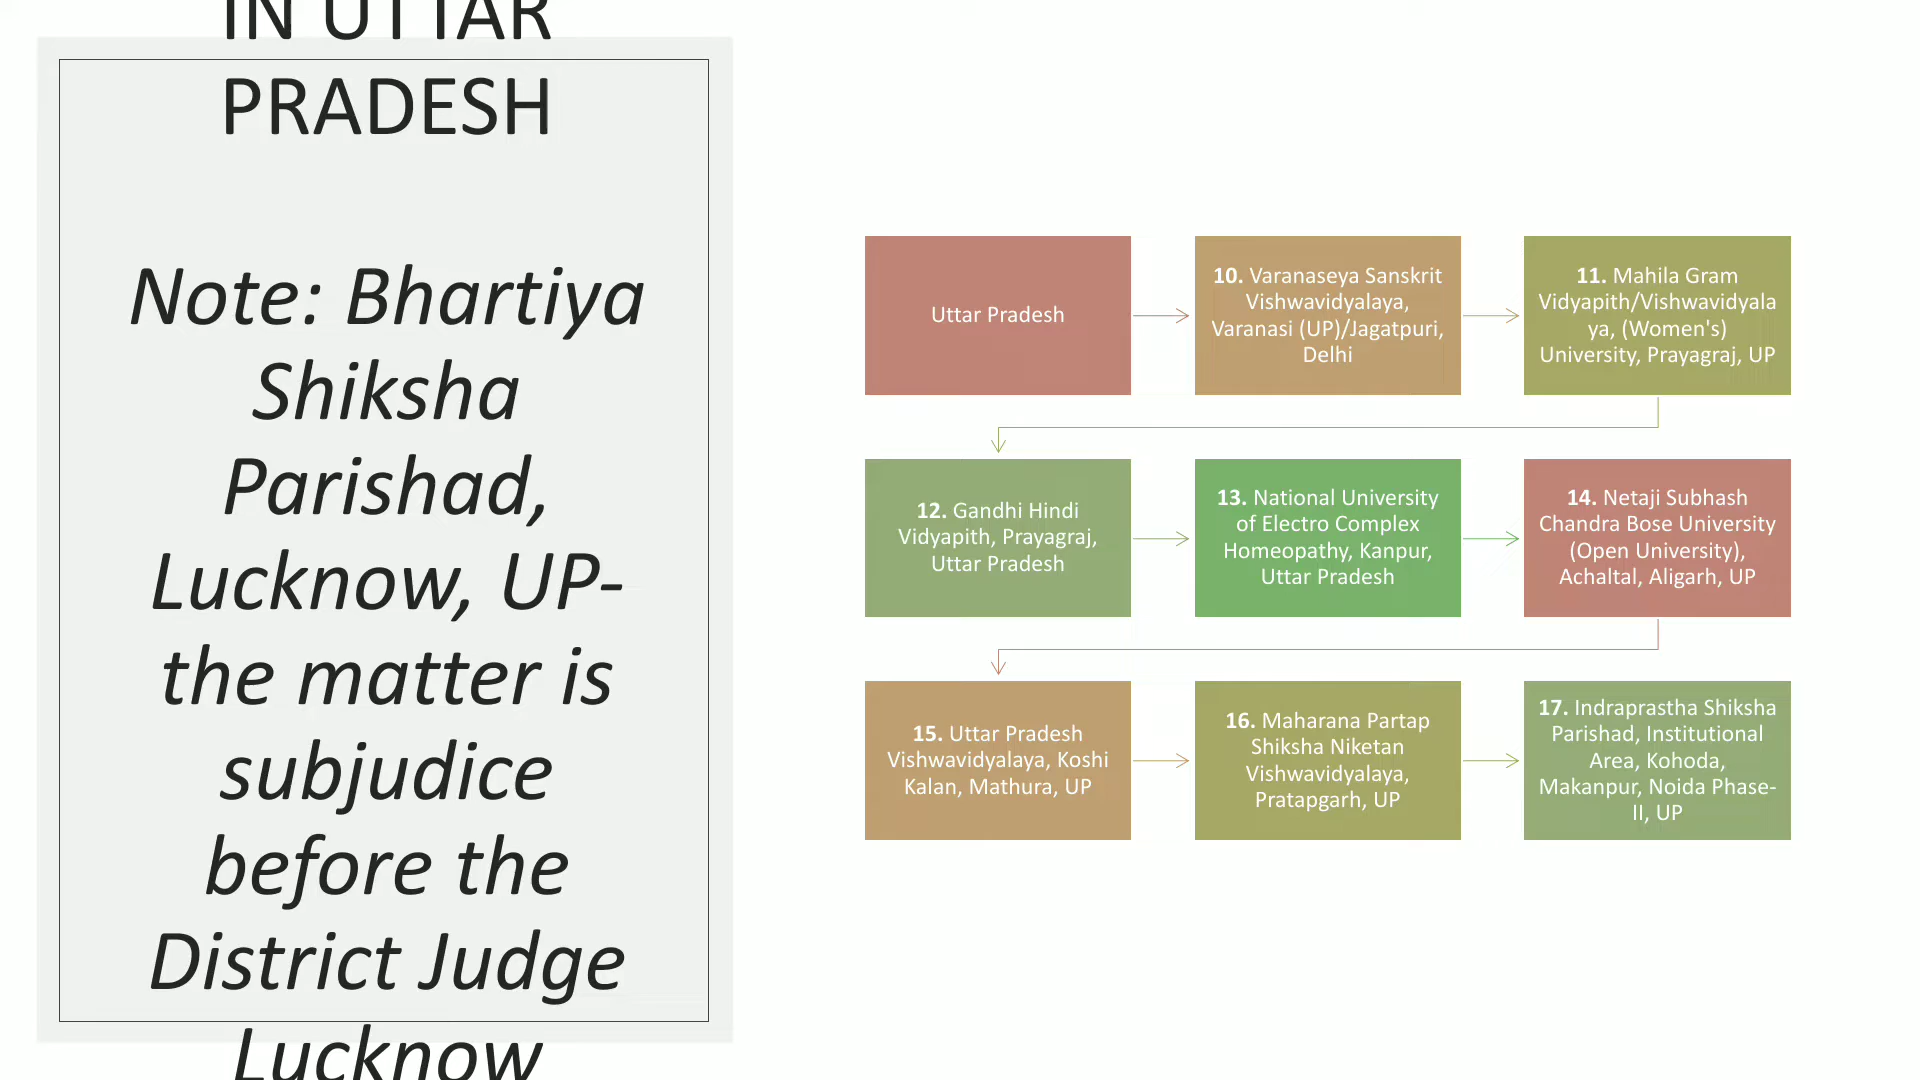 IN UTTAR
PRADESH
Note: Bhartiya
Shiksha
Parishad,
Lucknow, UP-
the matter is
subjudice
before the
District Judge
Lucknow
Uttar Pradesh
10. Varanaseya Sanskrit
Vishwavidyalaya,
Varanasi (UP)/Jagatpuri,
Delhi
11. Mahila Gram
Vidyapith/Vishwavidyala
ya, (Women's)
University, Prayagraj, UP
12. Gandhi Hindi
Vidyapith, Prayagraj,
Uttar Pradesh
13. National University
of Electro Complex
Homeopathy, Kanpur,
Uttar Pradesh
14. Netaji Subhash
Chandra Bose University
(Open University),
Achaltal, Aligarh, UP
15. Uttar Pradesh
Vishwavidyalaya, Koshi
Kalan, Mathura, UP
16. Maharana Partap
Shiksha Niketan
Vishwavidyalaya,
Pratapgarh, UP
17. Indraprastha Shiksha
Parishad, Institutional
Area, Kohoda,
Makanpur, Noida Phase-
II, UP